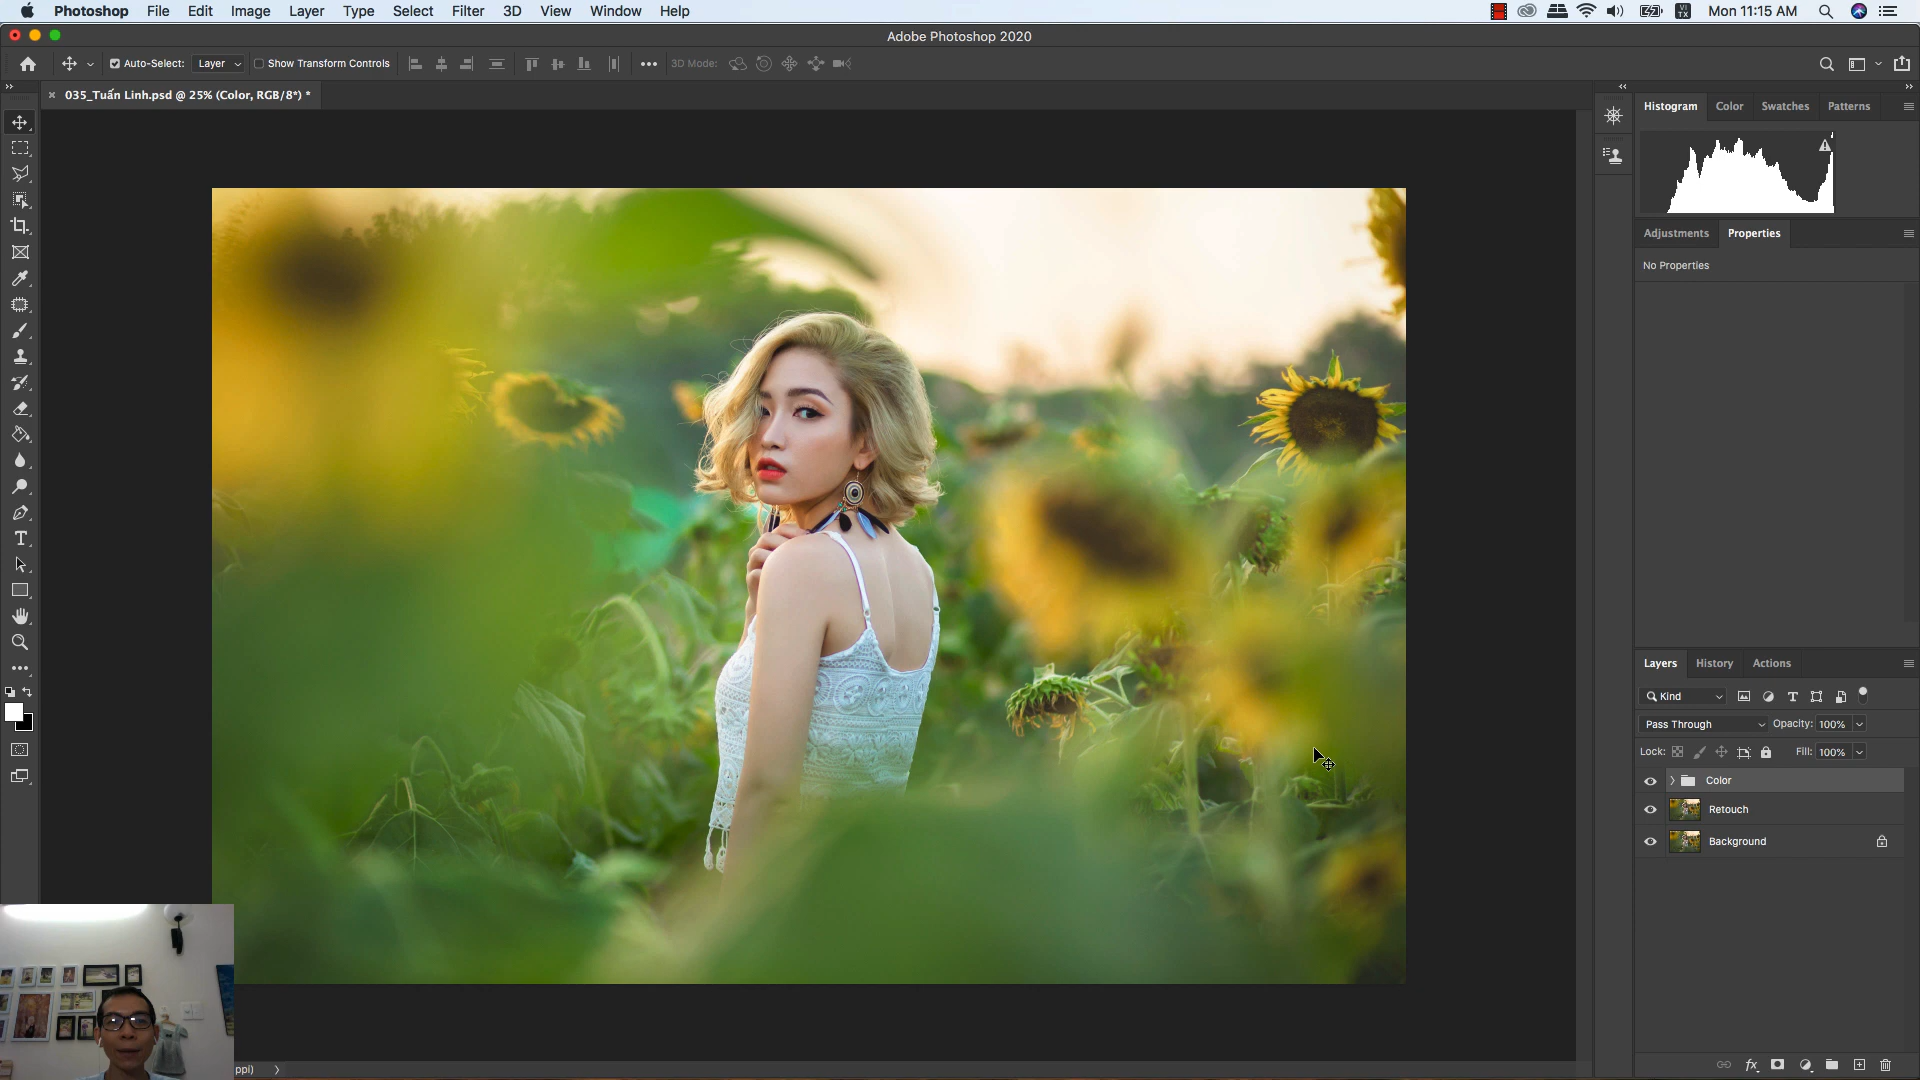 Photoshop File Edit Image Layer Type Select Filter 3D View Window Help
VI
TX
Mon 11:15 AM
Adobe Photoshop 2020
Auto-Select: Layer Show Transform Controls 3D Mode:
035_Tuấn Linh.psd @ 25% (Color, RGB/8*) *
Histogram Color Swatches Patterns
Adjustments Properties
No Properties
Layers History Actions
Kind
Pass Through Opacity: 100%
Lock: Fill: 100%
Color
Retouch
Background
fx
ppi)